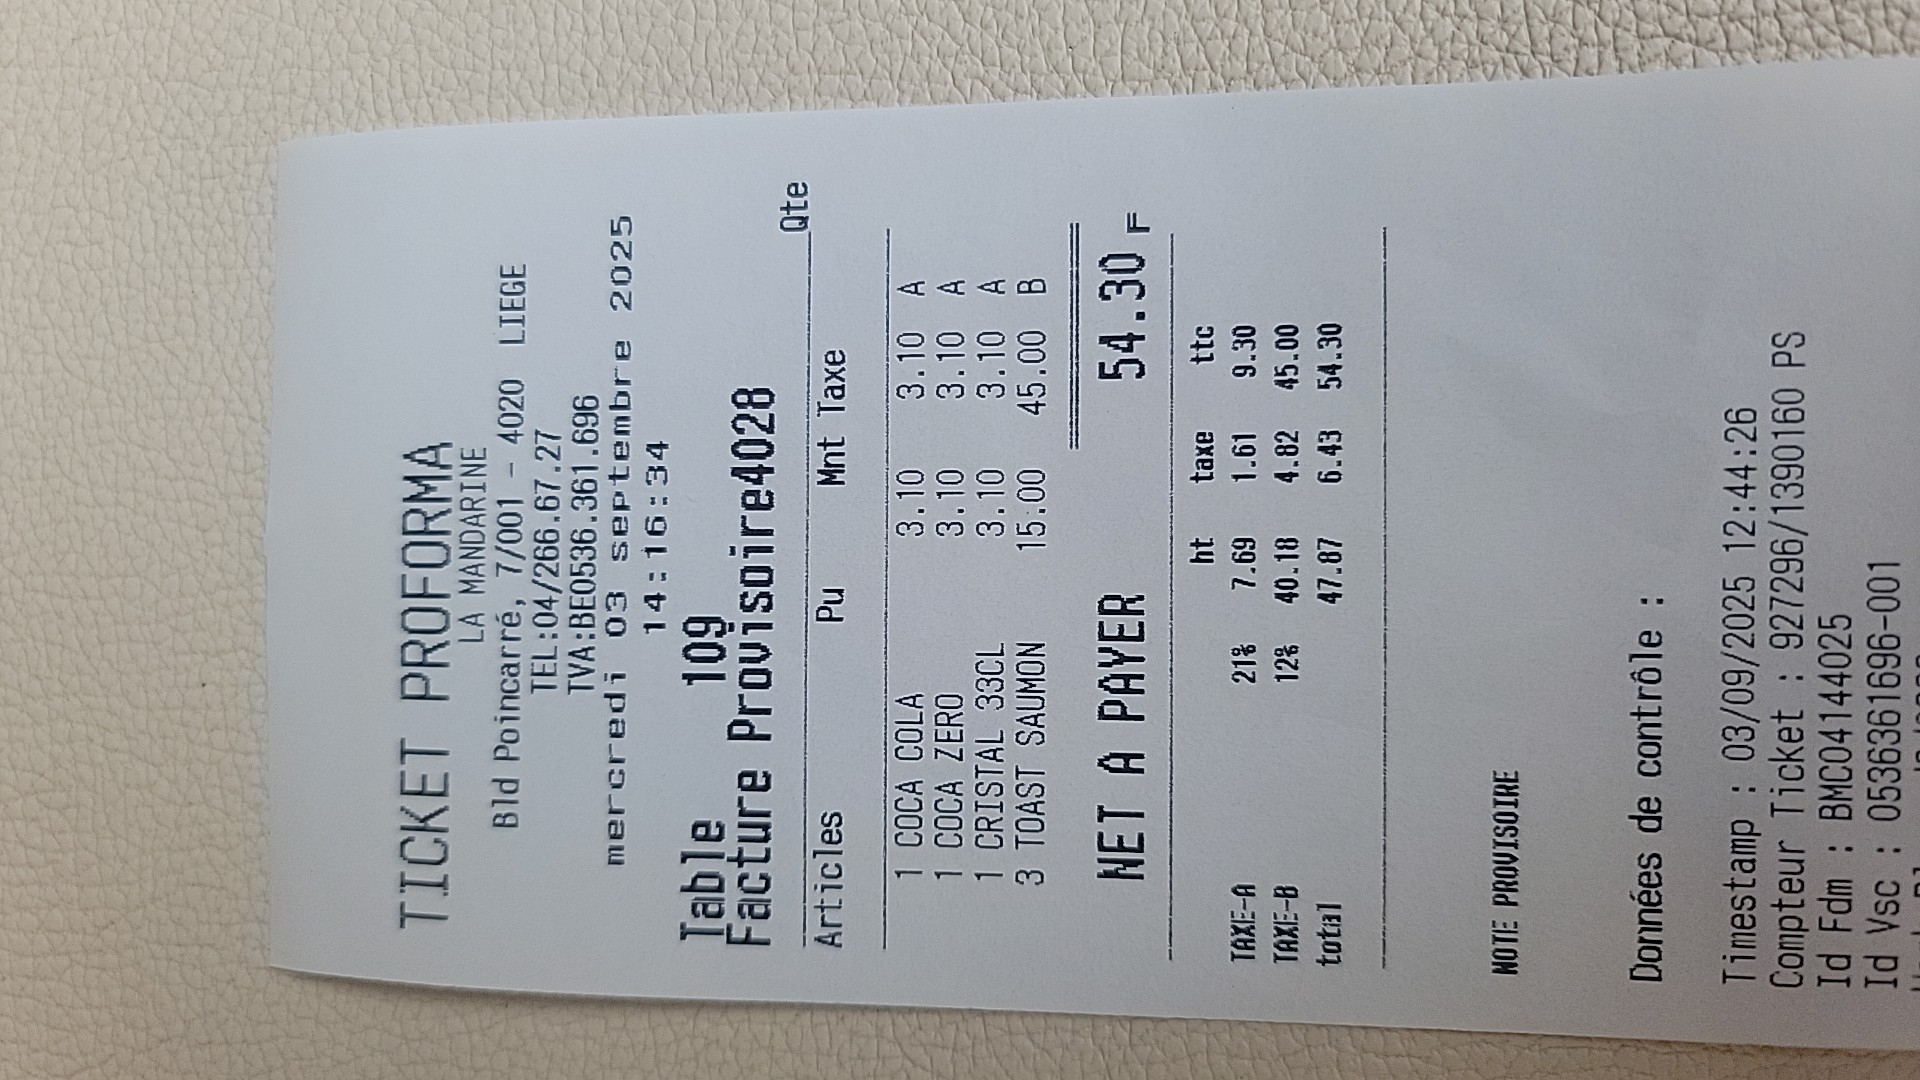 TICKET PROFORMA
LA MANDARINE
Bld Poincarré, 7/001 - 4020 LIEGE
TEL:04/266.67.27
TVA:BE0536.361.696
mercredi 03 septembre 2025
14:16:34
Table 109
Facture Provisoire4028
Qte
Articles Pu Mnt Taxe
1 COCA COLA 3.10 3.10 A
1 COCA ZERO 3.10 3.10 A
1 CRISTAL 33CL 3.10 3.10 A
3 TOAST SAUMON 15.00 45.00 B
NET A PAYER 54.30 F
ht taxe ttc
TAXE-A 21% 7.69 1.61 9.30
TAXE-B 12% 40.18 4.82 45.00
total 47.87 6.43 54.30
NOTE PROVISOIRE
Données de contrôle :
Timestamp : 03/09/2025 12:44:26
Compteur Ticket : 927296/1390160 PS
Id Fdm : BMC04144025
Id Vsc : 0536361696-001